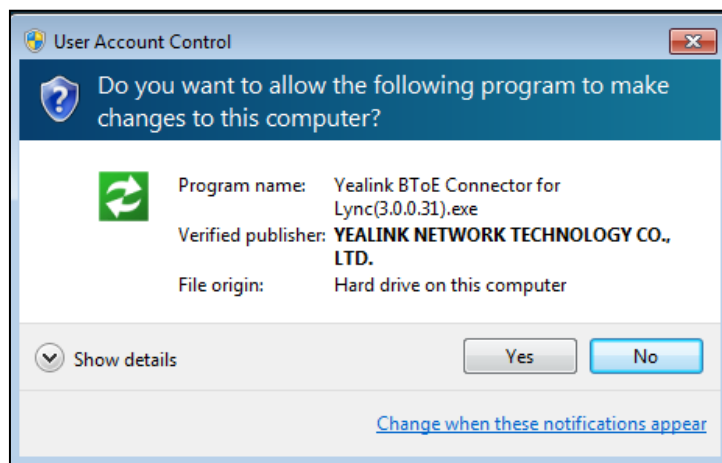 User Account Control
Do you want to allow the following program to make
changes to this computer?
Program name: Yealink BToE Connector for
Lync(3.0.0.31).exe
Verified publisher: YEALINK NETWORK TECHNOLOGY CO.,
LTD.
File origin: Hard drive on this computer
Show details
Yes
No
Change when these notifications appear